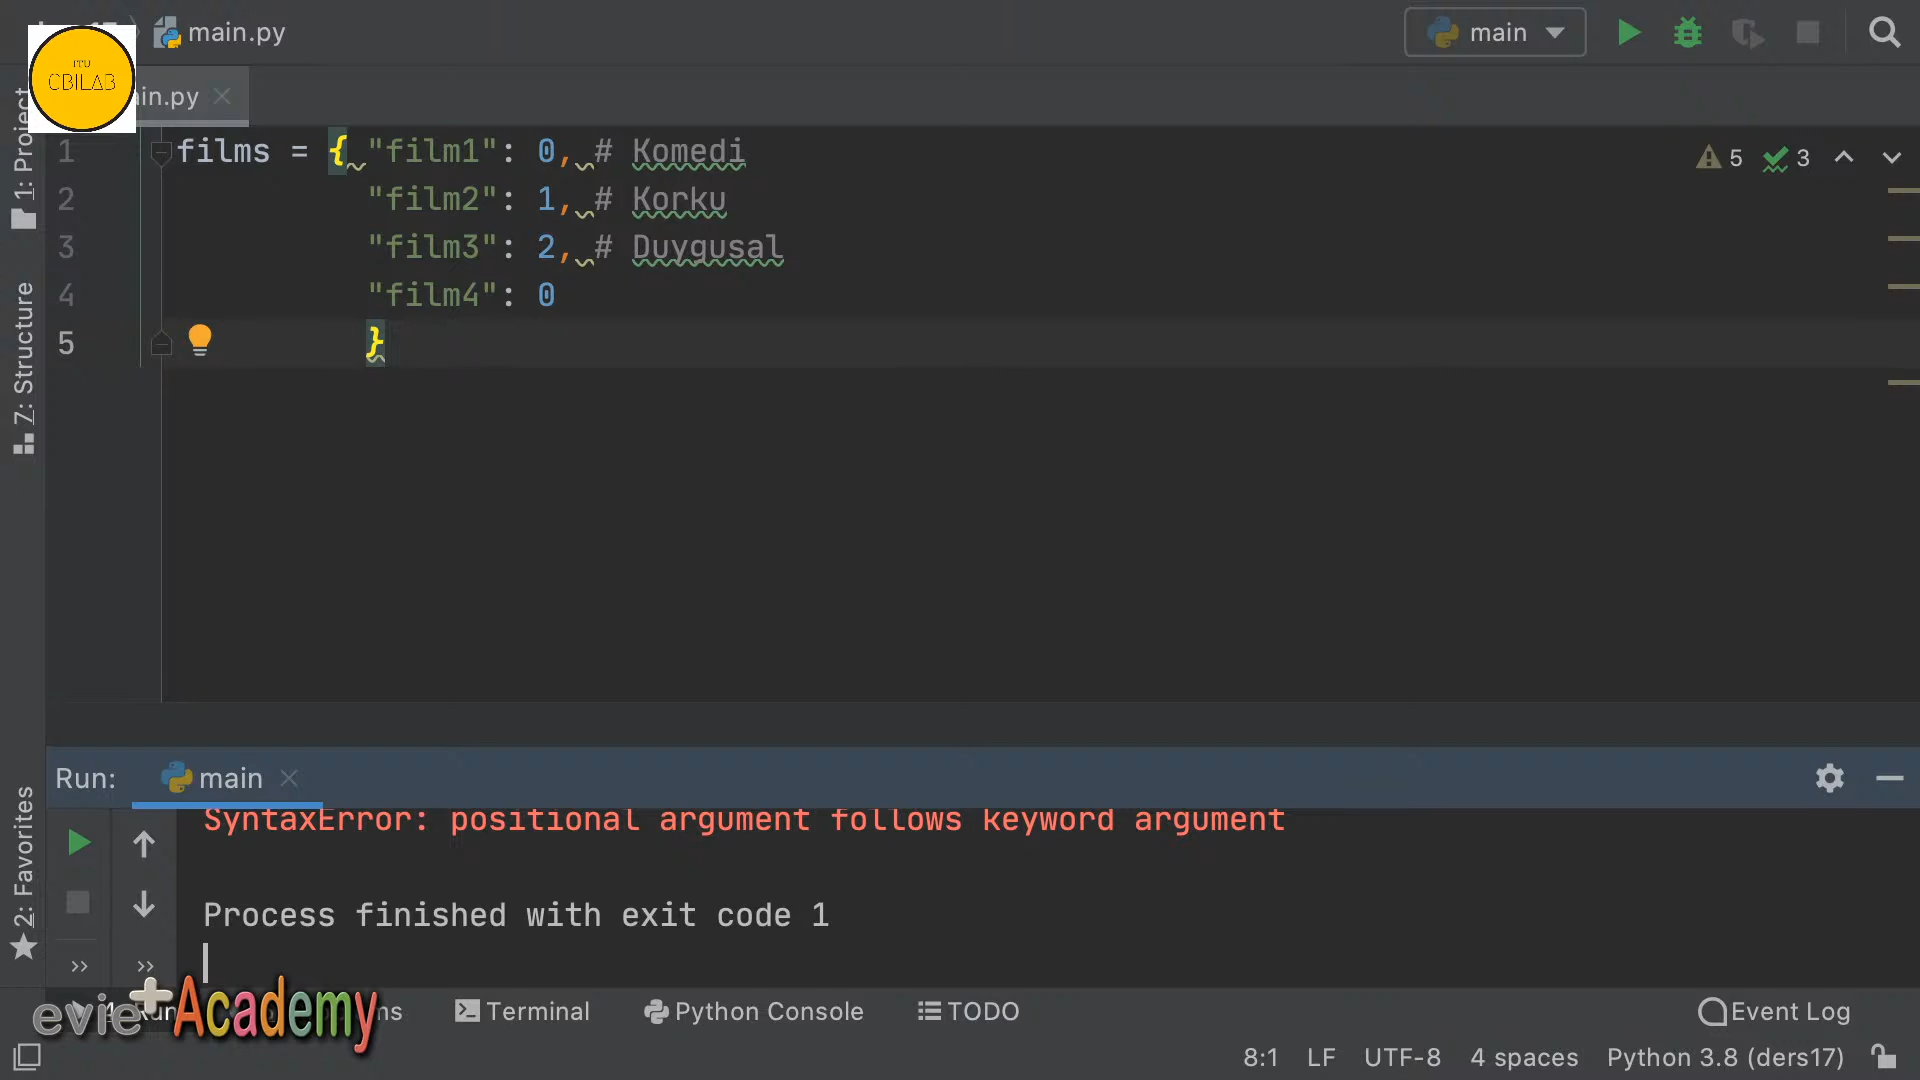 main.py
main
ITU
CBILAB
in.py
1: Project
Z: Structure
2: Favorites
1 films = { "film1": 0, # Komedi
2 "film2": 1, # Korku
3 "film3": 2, # Duygusal
4 "film4": 0
5 }
5 3
Run: main
SyntaxError: positional argument follows keyword argument
Process finished with exit code 1
evie+Academy
Terminal
Python Console
TODO
Event Log
8:1 LF UTF-8 4 spaces Python 3.8 (ders17)